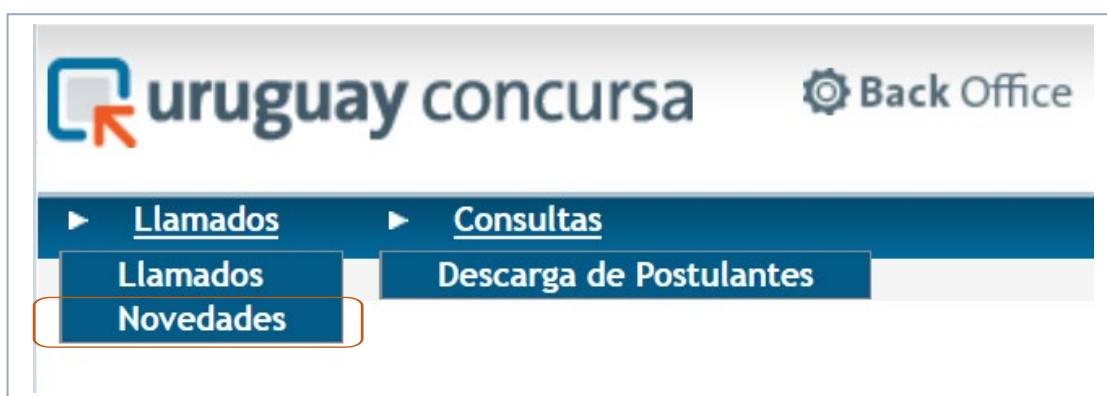 uruguay concursa Back Office
Llamados Consultas
Llamados Descarga de Postulantes
Novedades